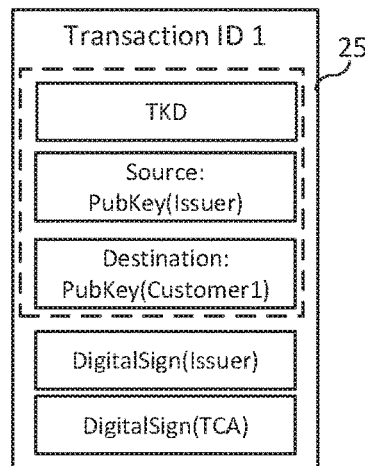 Transaction ID 1
25
TKD
Source:
PubKey(Issuer)
Destination:
PubKey(Customer1)
DigitalSign(Issuer)
DigitalSign(TCA)